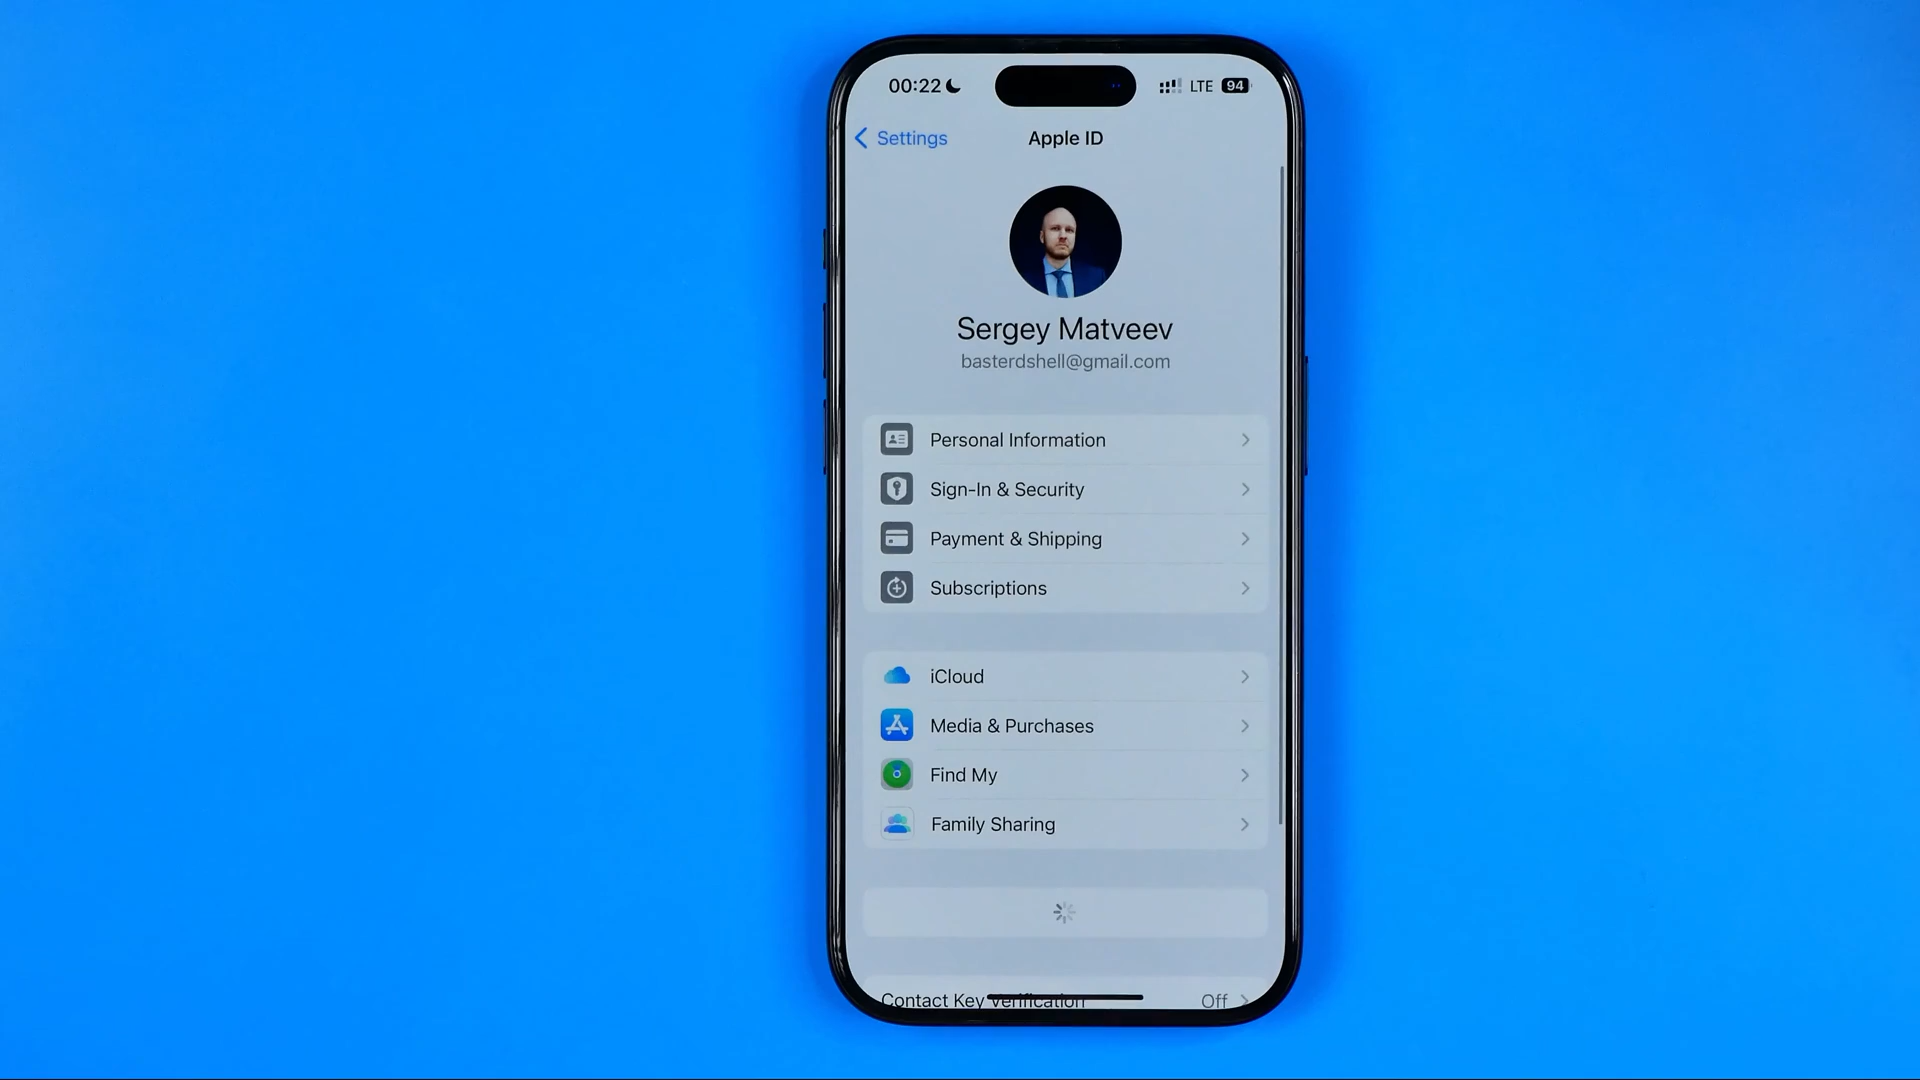 00:22 LTE 94
Settings Apple ID
Sergey Matveev
basterdshell@gmail.com
Personal Information
Sign-In & Security
Payment & Shipping
Subscriptions
iCloud
Media & Purchases
Find My
Family Sharing
Contact Key Verification Off